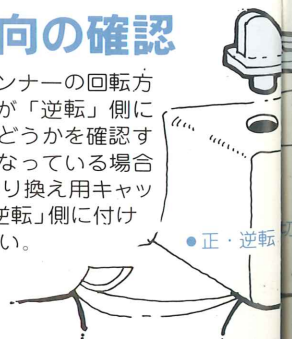 向の確認
ンナーの回転方
が「逆転」側に
どうかを確認す
なっている場合
り換え用キャッ
逆転」側に付け
い。
●正・逆転切